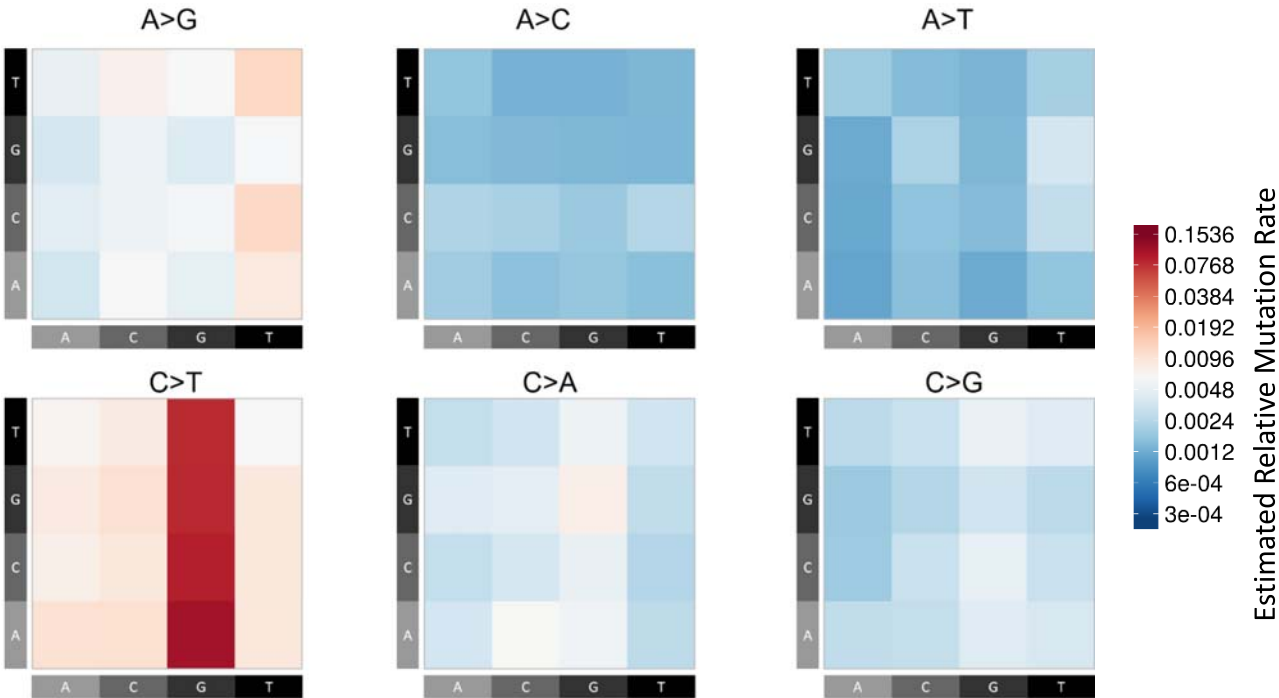 A>G
A>C
A>T
T
G
C
A
A C G T
T
G
C
A
A C G T
T
G
C
A
A C G T
C>T
C>A
C>G
T
G
C
A
A C G T
T
G
C
A
A C G T
T
G
C
A
A C G T
0.1536
0.0768
0.0384
0.0192
0.0096
0.0048
0.0024
0.0012
6e-04
3e-04
Estimated Relative Mutation Rate